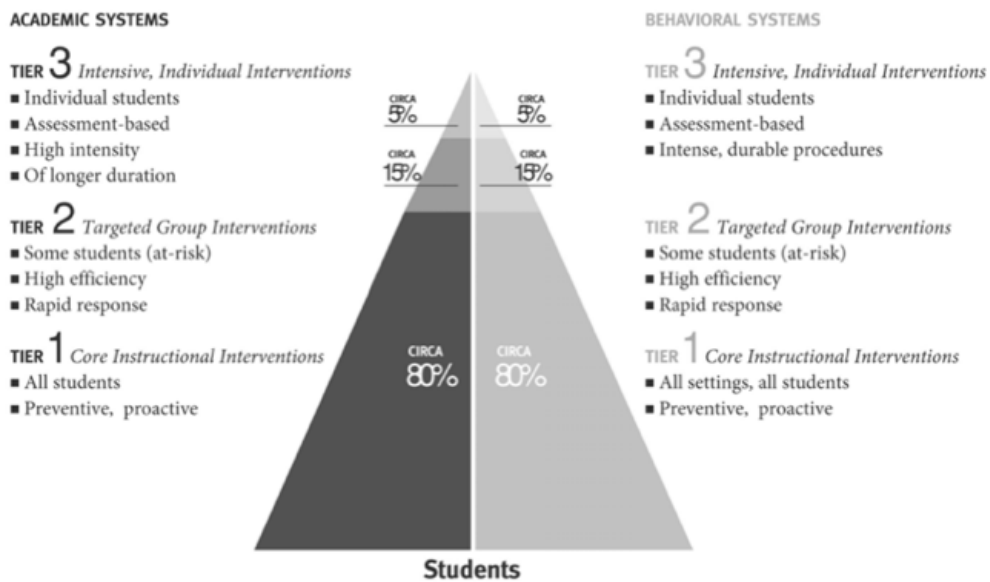 ACADEMIC SYSTEMS
TIER 3 Intensive, Individual Interventions
■ Individual students
■ Assessment-based
■ High intensity
■ Of longer duration
TIER 2 Targeted Group Interventions
■ Some students (at-risk)
■ High efficiency
■ Rapid response
TIER 1 Core Instructional Interventions
■ All students
■ Preventive, proactive
CIRCA
5%
CIRCA
15%
CIRCA
80%
CIRCA
5%
CIRCA
15%
CIRCA
80%
Students
BEHAVIORAL SYSTEMS
TIER 3 Intensive, Individual Interventions
■ Individual students
■ Assessment-based
■ Intense, durable procedures
TIER 2 Targeted Group Interventions
■ Some students (at-risk)
■ High efficiency
■ Rapid response
TIER 1 Core Instructional Interventions
■ All settings, all students
■ Preventive, proactive